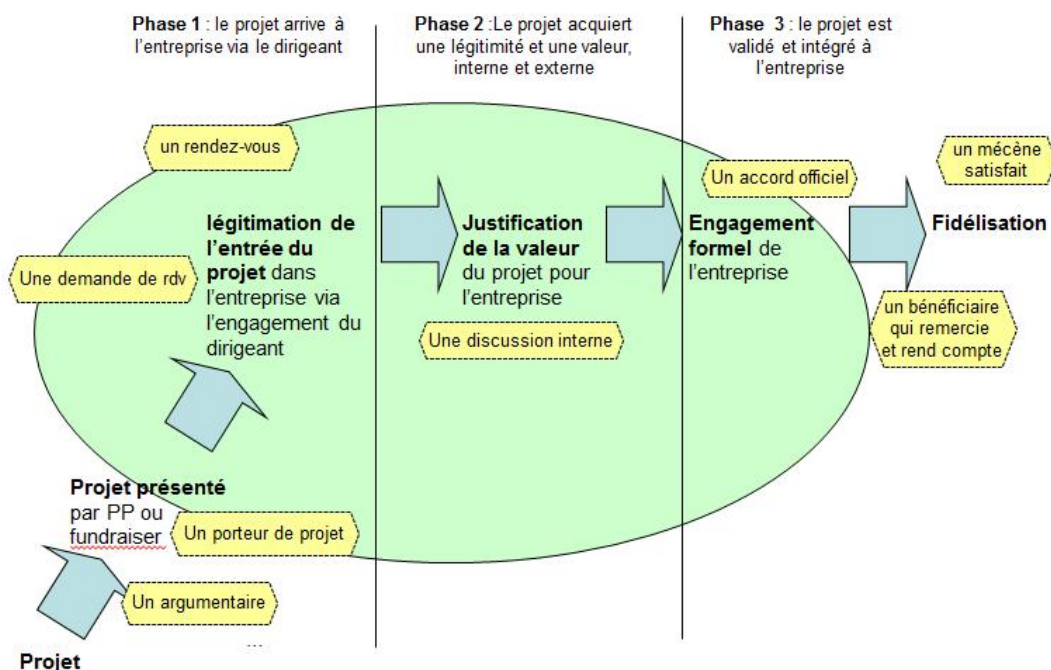 Phase 1 : le projet arrive à
l'entreprise via le dirigeant
Phase 2 :Le projet acquiert
une légitimité et une valeur,
interne et externe
Phase 3 : le projet est
validé et intégré à
l'entreprise
un rendez-vous
un mécène
satisfait
Un accord officiel
légitimation de
l'entrée du
projet dans
l'entreprise via
l'engagement du
dirigeant
Justification
de la valeur
du projet pour
l'entreprise
Engagement
formel de
l'entreprise
Fidélisation
Une demande de rdv
Une discussion interne
un bénéficiaire
qui remercie
et rend compte
Projet présenté
par PP ou
fundraiser
Un porteur de projet
Un argumentaire
...
Projet